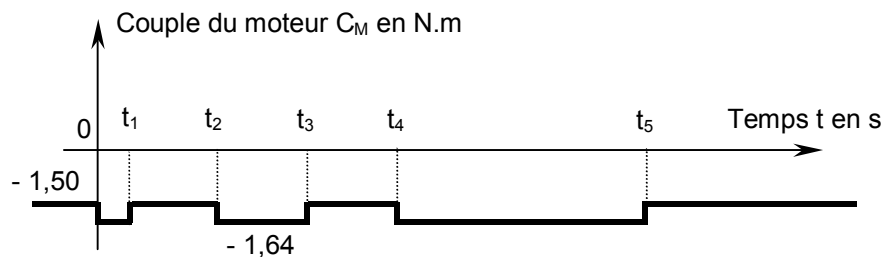 Couple du moteur C_M en N.m
0
t₁
t₂
t₃
t₄
t₅
Temps t en s
- 1,50
- 1,64